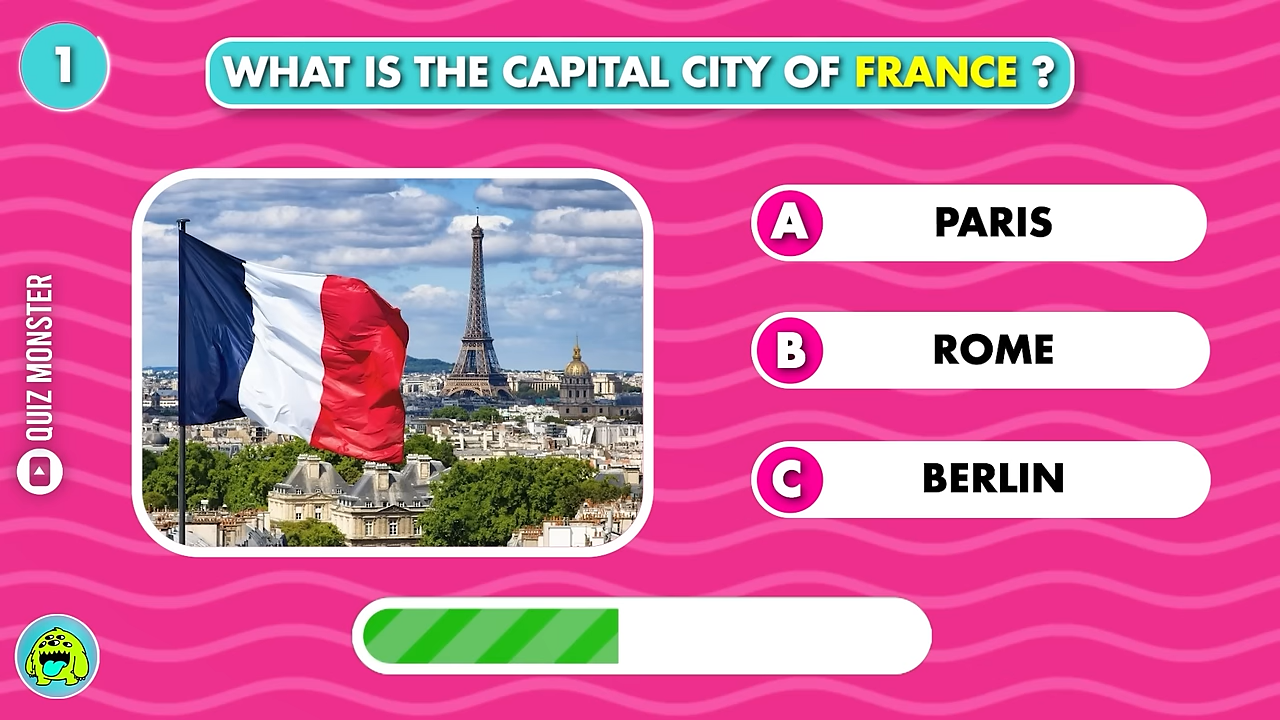 1
WHAT IS THE CAPITAL CITY OF FRANCE ?
A PARIS
B ROME
C BERLIN
QUIZ MONSTER